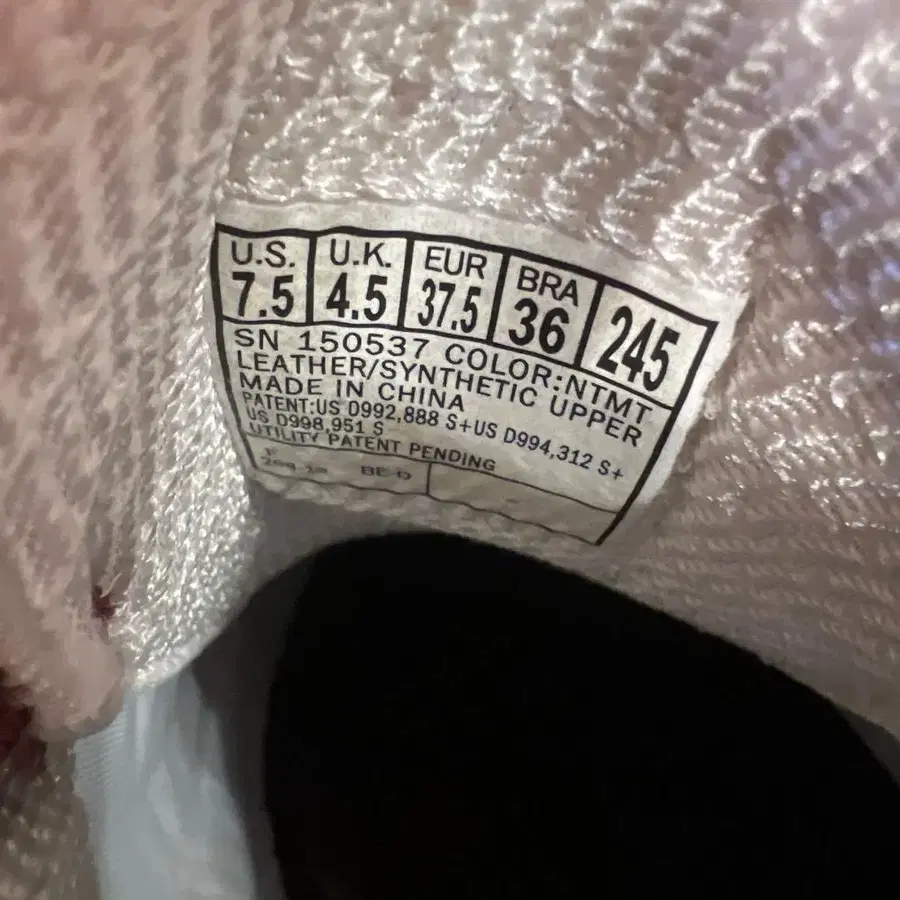 U.S. U.K. EUR BRA
7.5 4.5 37.5 36 245
SN 150537 COLOR:NTMT
LEATHER/SYNTHETIC UPPER
MADE IN CHINA
PATENT:US D992,888 S+US D994,312 S+
US D998,951 S
UTILITY PATENT PENDING